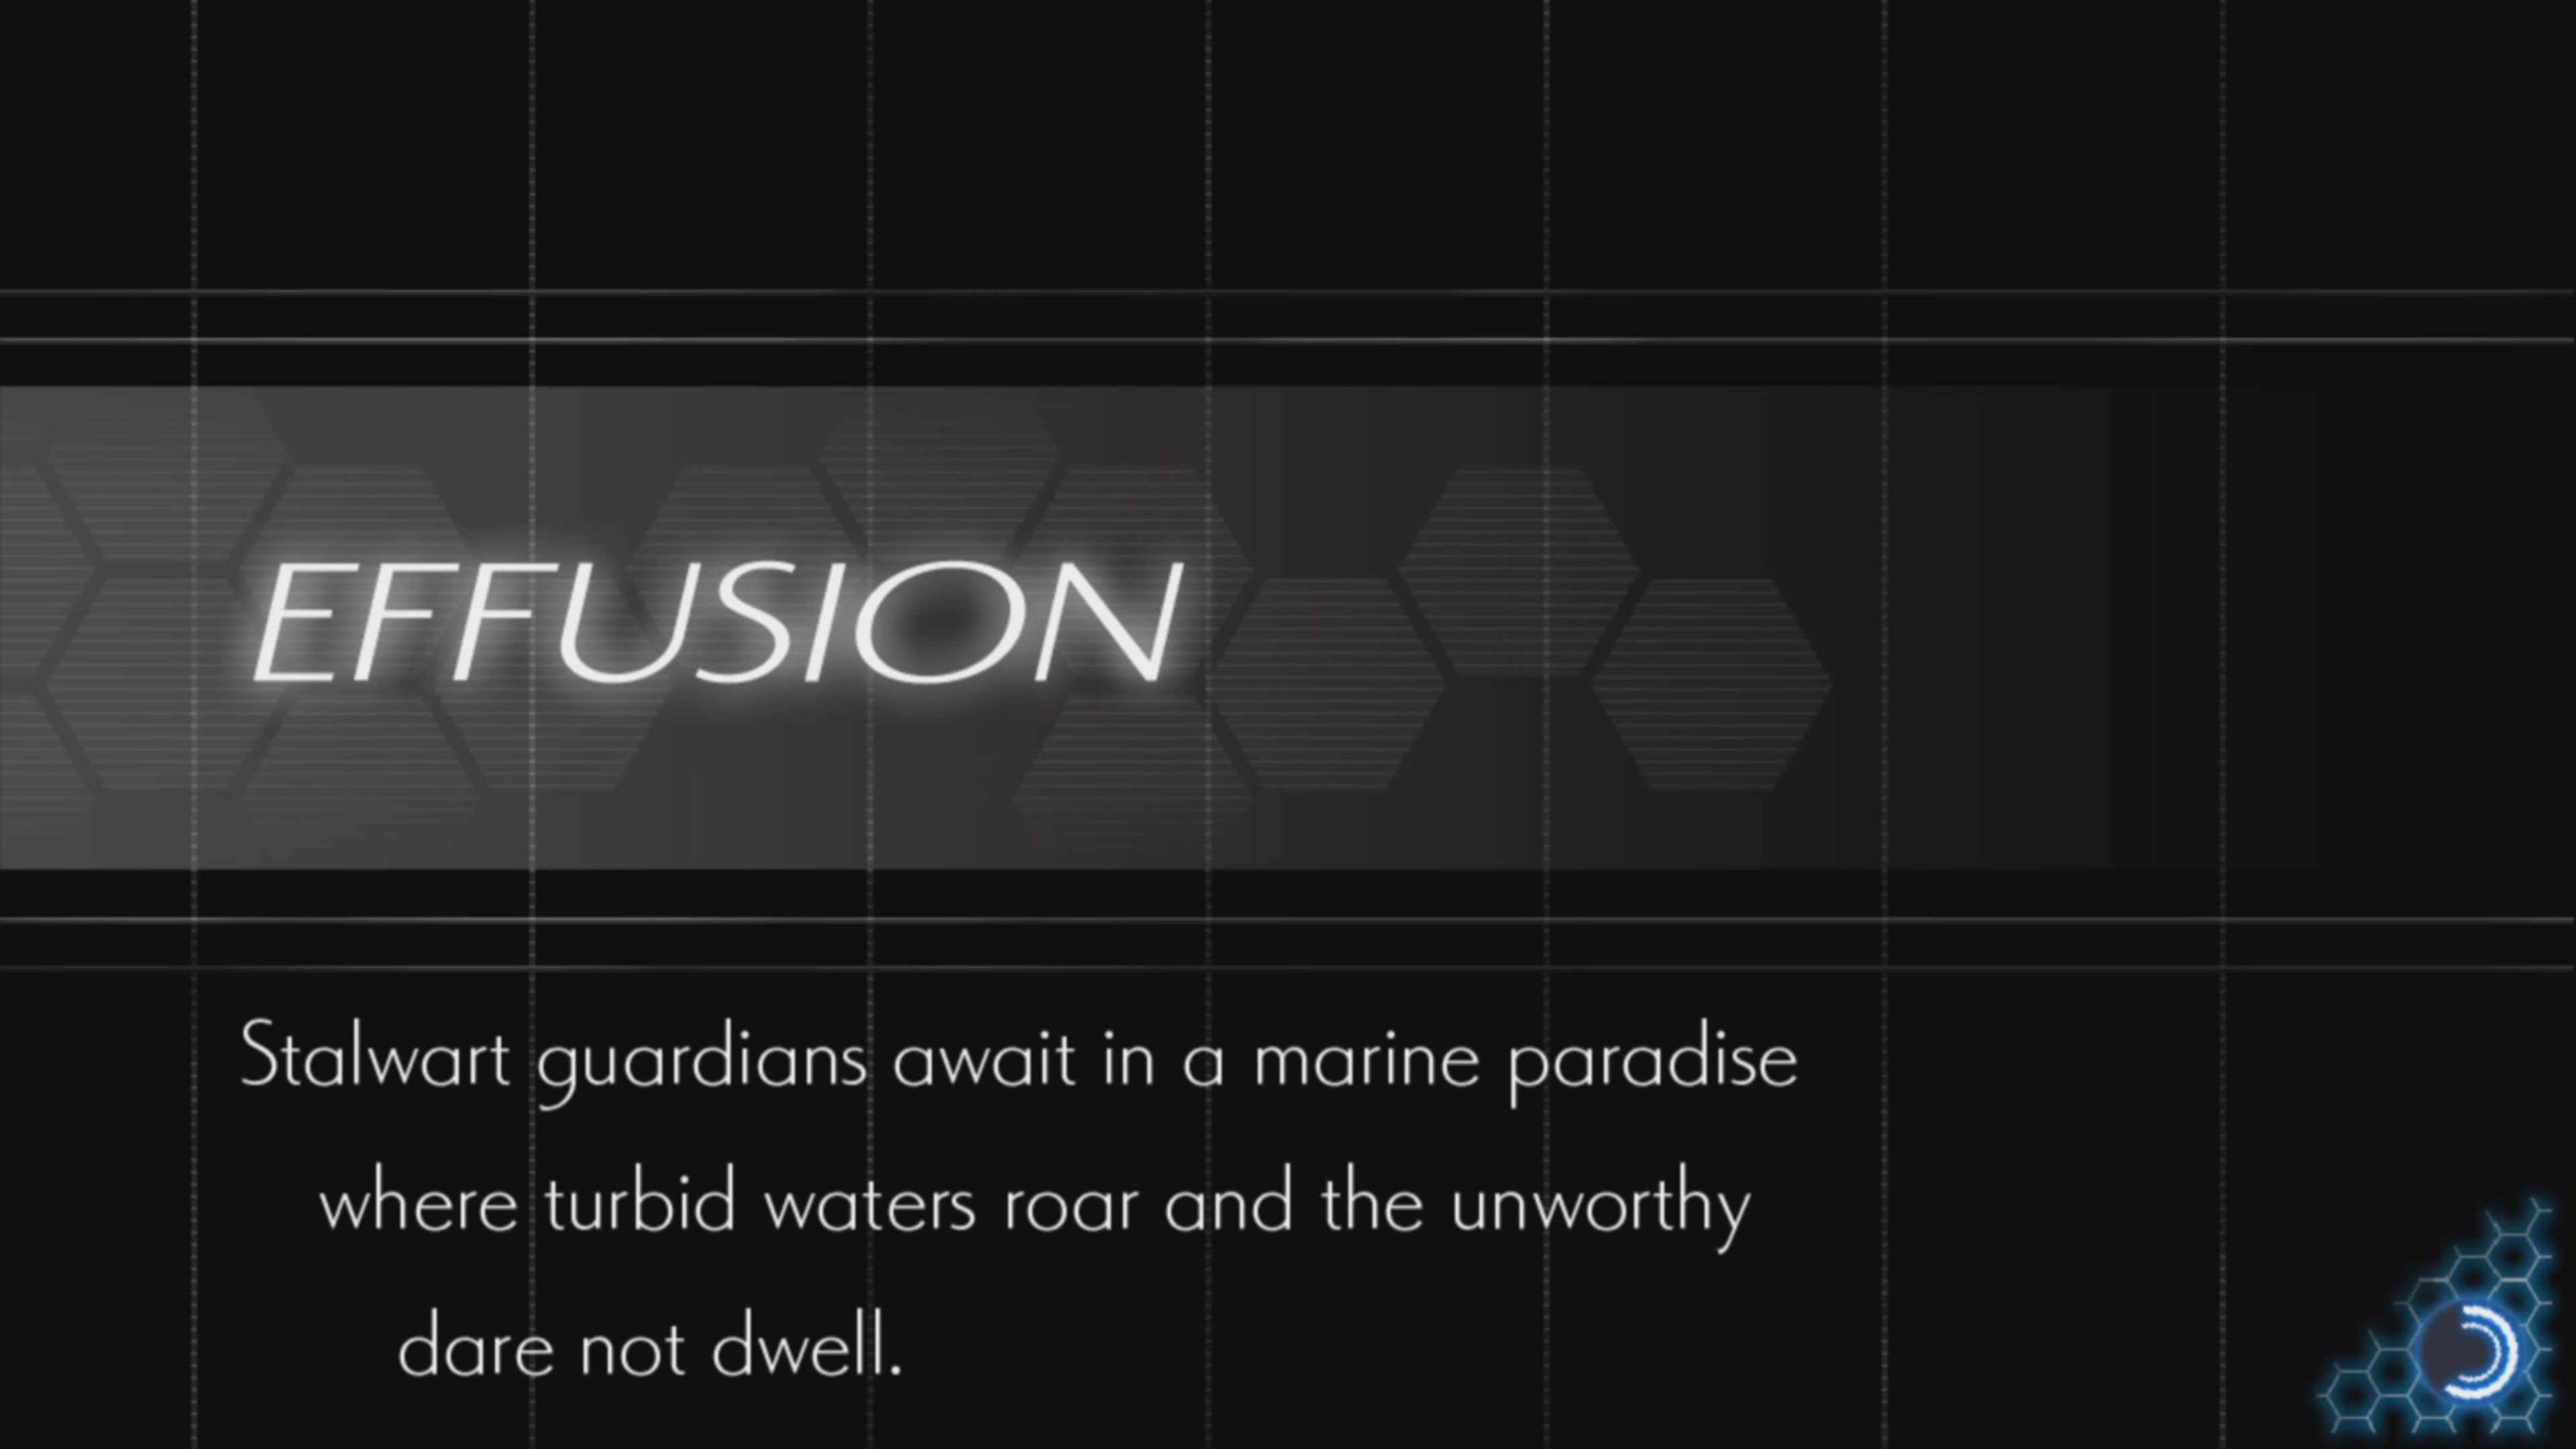 EFFUSION
Stalwart guardians await in a marine paradise
where turbid waters roar and the unworthy
dare not dwell.